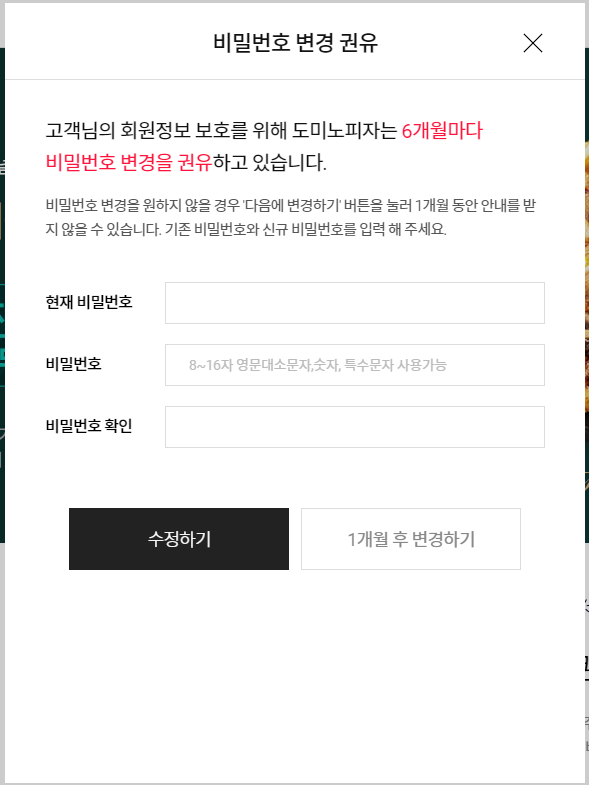 비밀번호 변경 권유
고객님의 회원정보 보호를 위해 도미노피자는 6개월마다
비밀번호 변경을 권유하고 있습니다.
비밀번호 변경을 원하지 않을 경우 '다음에 변경하기' 버튼을 눌러 1개월 동안 안내를 받
지 않을 수 있습니다. 기존 비밀번호와 신규 비밀번호를 입력 해 주세요.
현재 비밀번호
비밀번호
8~16자 영문대소문자,숫자, 특수문자 사용가능
비밀번호 확인
수정하기
1개월 후 변경하기